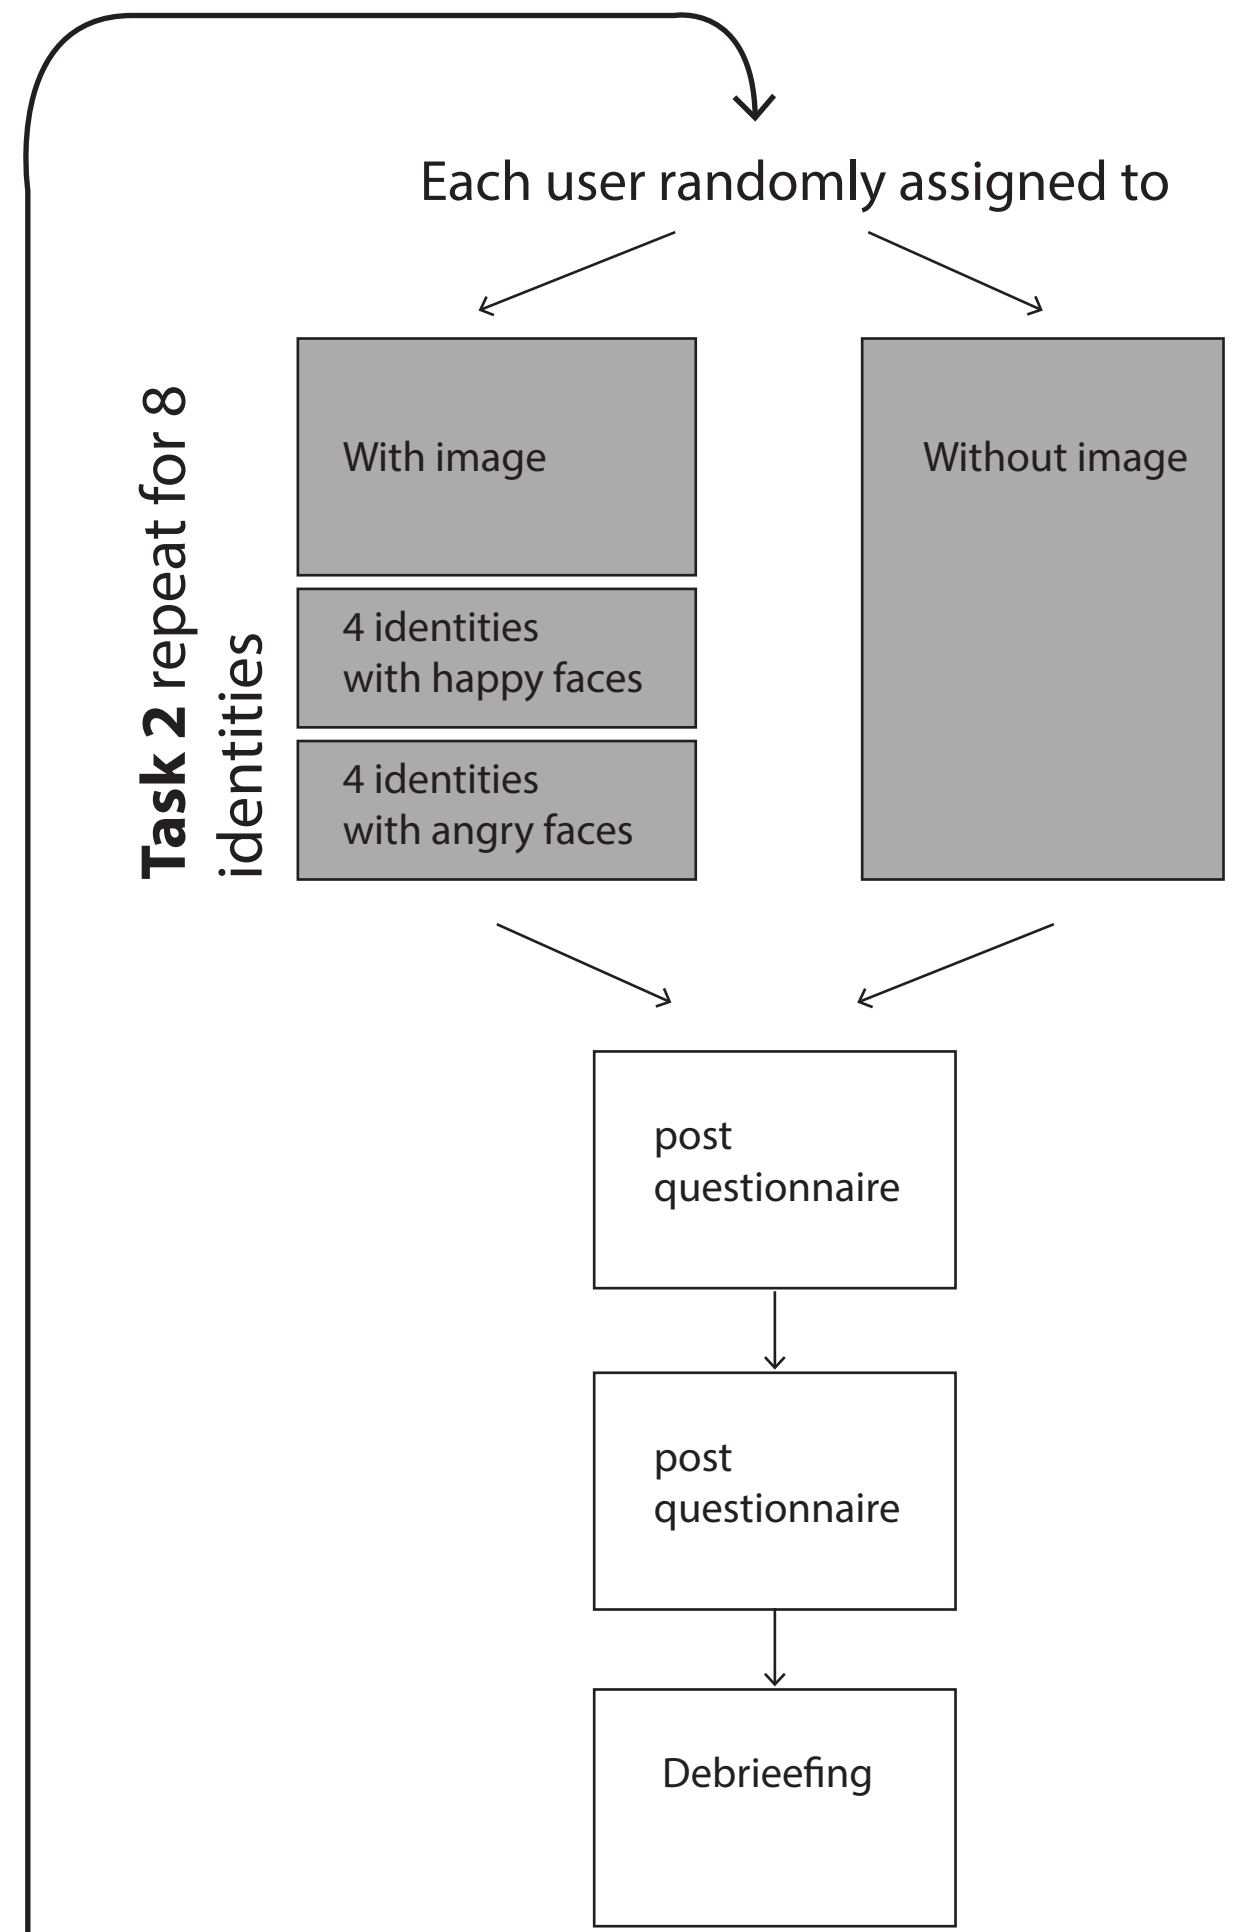 Each user randomly assigned to
Task 2 repeat for 8
identities
With image
4 identities
with happy faces
4 identities
with angry faces
Without image
post
questionnaire
post
questionnaire
Debrieefing